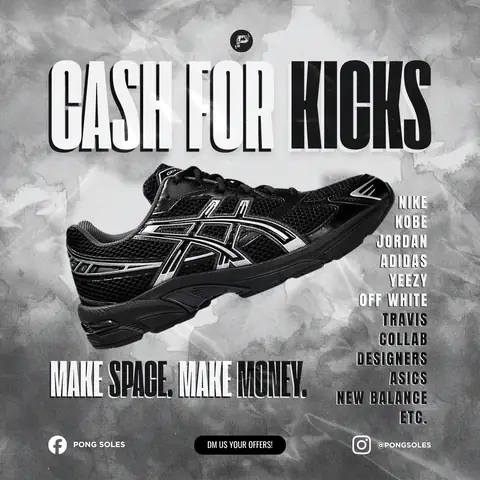 CASH FOR KICKS
NIKE
KOBE
JORDAN
ADIDAS
YEEZY
OFF WHITE
TRAVIS
COLLAB
DESIGNERS
ASICS
NEW BALANCE
ETC.
MAKE SPACE. MAKE MONEY.
PONG SOLES
DM US YOUR OFFERS!
@PONGSOLES